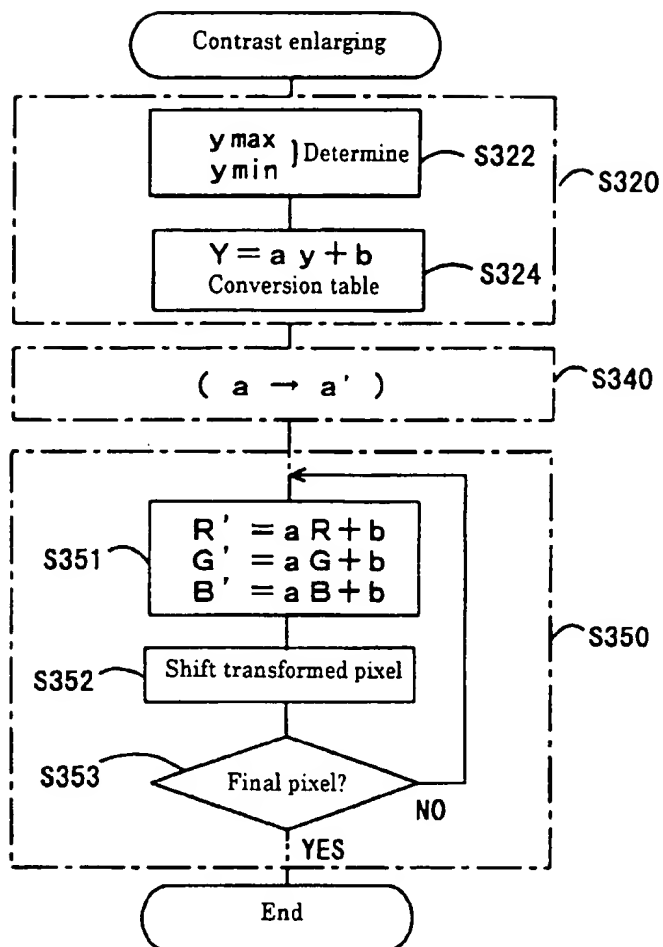 Contrast enlarging
y max
y min
} Determine
S322
S320
Y = a y + b
Conversion table
S324
( a → a' )
S340
R' = a R + b
G' = a G + b
B' = a B + b
S351
Shift transformed pixel
S352
S350
S353
Final pixel?
NO
YES
End